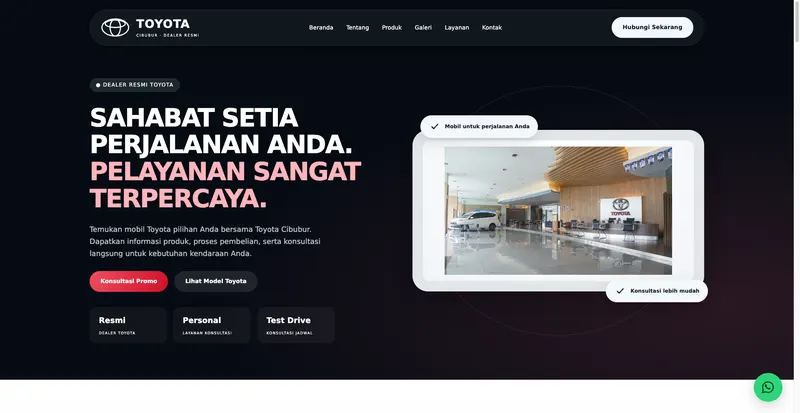 TOYOTA
CIBUBUR · DEALER RESMI
Beranda
Tentang
Produk
Galeri
Layanan
Kontak
Hubungi Sekarang
DEALER RESMI TOYOTA
SAHABAT SETIA
PERJALANAN ANDA.
PELAYANAN SANGAT
TERPERCAYA.
Temukan mobil Toyota pilihan Anda bersama Toyota Cibubur.
Dapatkan informasi produk, proses pembelian, serta konsultasi
langsung untuk kebutuhan kendaraan Anda.
Konsultasi Promo
Lihat Model Toyota
Resmi
DEALER TOYOTA
Personal
LAYANAN KONSULTASI
Test Drive
KONSULTASI JADWAL
Mobil untuk perjalanan Anda
TOYOTA
Konsultasi lebih mudah